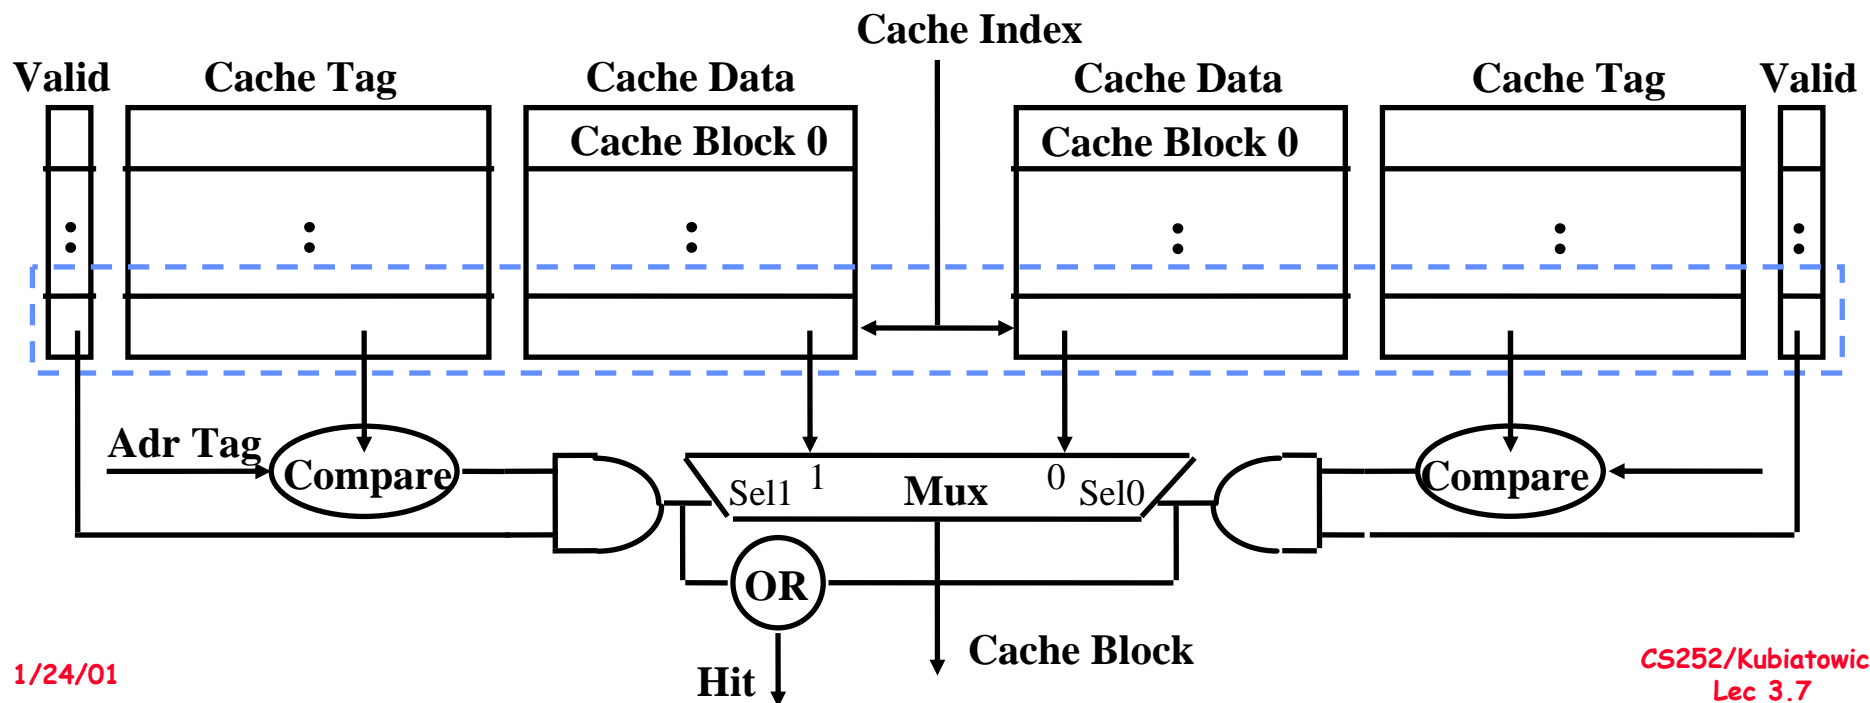 Cache Index
Valid Cache Tag Cache Data Cache Data Cache Tag Valid
Cache Block 0 Cache Block 0
Adr Tag
Compare Sel1 1 Mux 0 Sel0 Compare
OR
Cache Block
Hit
1/24/01
CS252/Kubiatowic
Lec 3.7